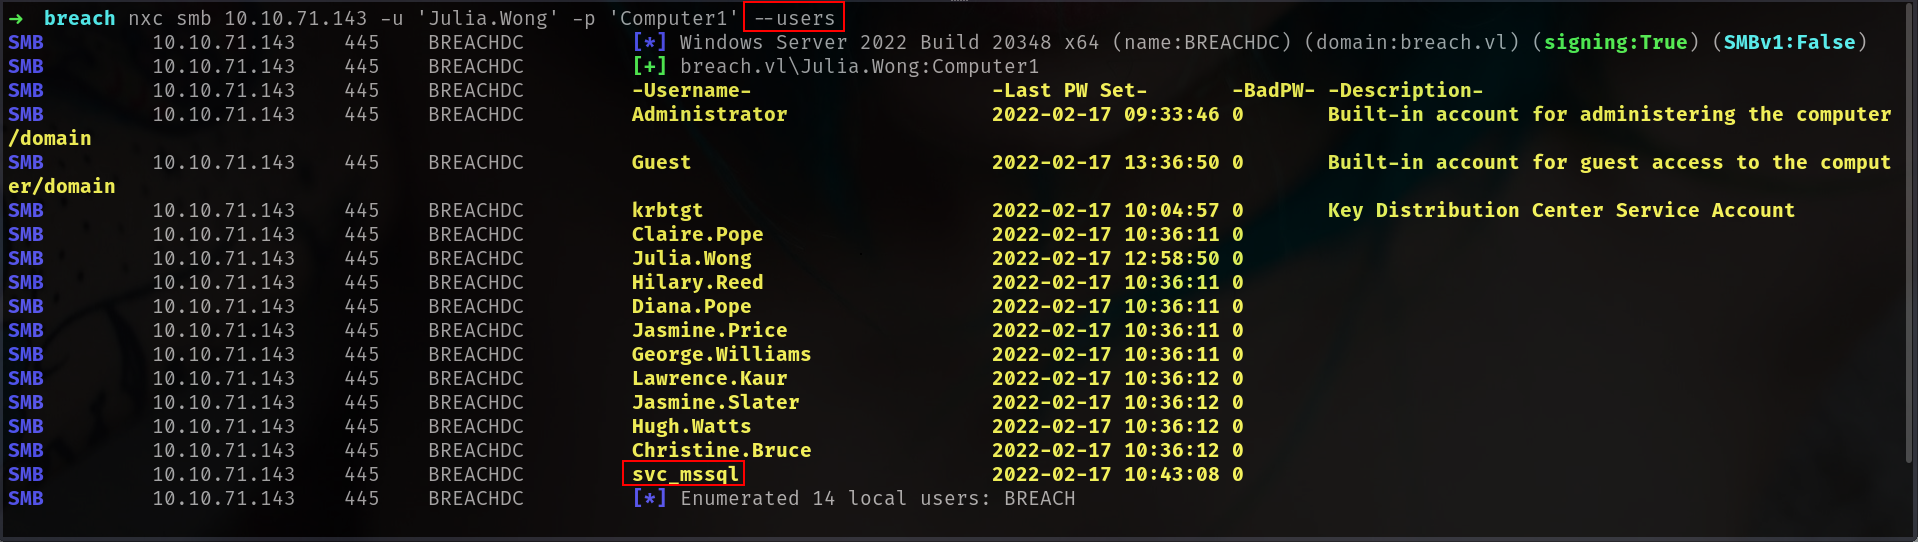 → breach nxc smb 10.10.71.143 -u 'Julia.Wong' -p 'Computer1' --users
SMB 10.10.71.143 445 BREACHDC [*] Windows Server 2022 Build 20348 x64 (name:BREACHDC) (domain:breach.vl) (signing:True) (SMBv1:False)
SMB 10.10.71.143 445 BREACHDC [+] breach.vl\Julia.Wong:Computer1
SMB 10.10.71.143 445 BREACHDC -Username- -Last PW Set- -BadPW- -Description-
SMB 10.10.71.143 445 BREACHDC Administrator 2022-02-17 09:33:46 0 Built-in account for administering the computer
/domain
SMB 10.10.71.143 445 BREACHDC Guest 2022-02-17 13:36:50 0 Built-in account for guest access to the comput
er/domain
SMB 10.10.71.143 445 BREACHDC krbtgt 2022-02-17 10:04:57 0 Key Distribution Center Service Account
SMB 10.10.71.143 445 BREACHDC Claire.Pope 2022-02-17 10:36:11 0
SMB 10.10.71.143 445 BREACHDC Julia.Wong 2022-02-17 12:58:50 0
SMB 10.10.71.143 445 BREACHDC Hilary.Reed 2022-02-17 10:36:11 0
SMB 10.10.71.143 445 BREACHDC Diana.Pope 2022-02-17 10:36:11 0
SMB 10.10.71.143 445 BREACHDC Jasmine.Price 2022-02-17 10:36:11 0
SMB 10.10.71.143 445 BREACHDC George.Williams 2022-02-17 10:36:11 0
SMB 10.10.71.143 445 BREACHDC Lawrence.Kaur 2022-02-17 10:36:12 0
SMB 10.10.71.143 445 BREACHDC Jasmine.Slater 2022-02-17 10:36:12 0
SMB 10.10.71.143 445 BREACHDC Hugh.Watts 2022-02-17 10:36:12 0
SMB 10.10.71.143 445 BREACHDC Christine.Bruce 2022-02-17 10:36:12 0
SMB 10.10.71.143 445 BREACHDC svc_mssql 2022-02-17 10:43:08 0
SMB 10.10.71.143 445 BREACHDC [*] Enumerated 14 local users: BREACH